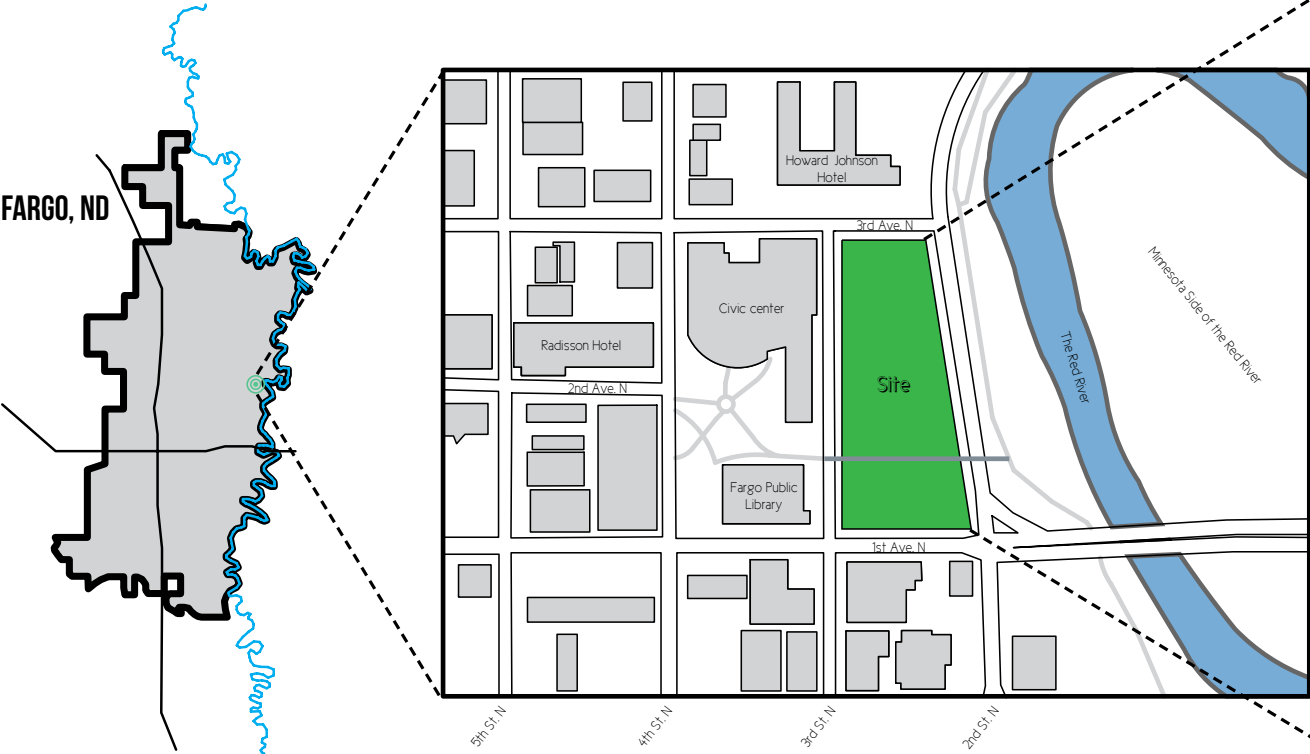 FARGO, ND
Howard Johnson
Hotel
3rd Ave. N
Civic center
Radisson Hotel
2nd Ave. N
Site
Fargo Public
Library
1st Ave. N
The Red River
Minnesota Side of the Red River
5th St. N
4th St. N
3rd St. N
2nd St. N